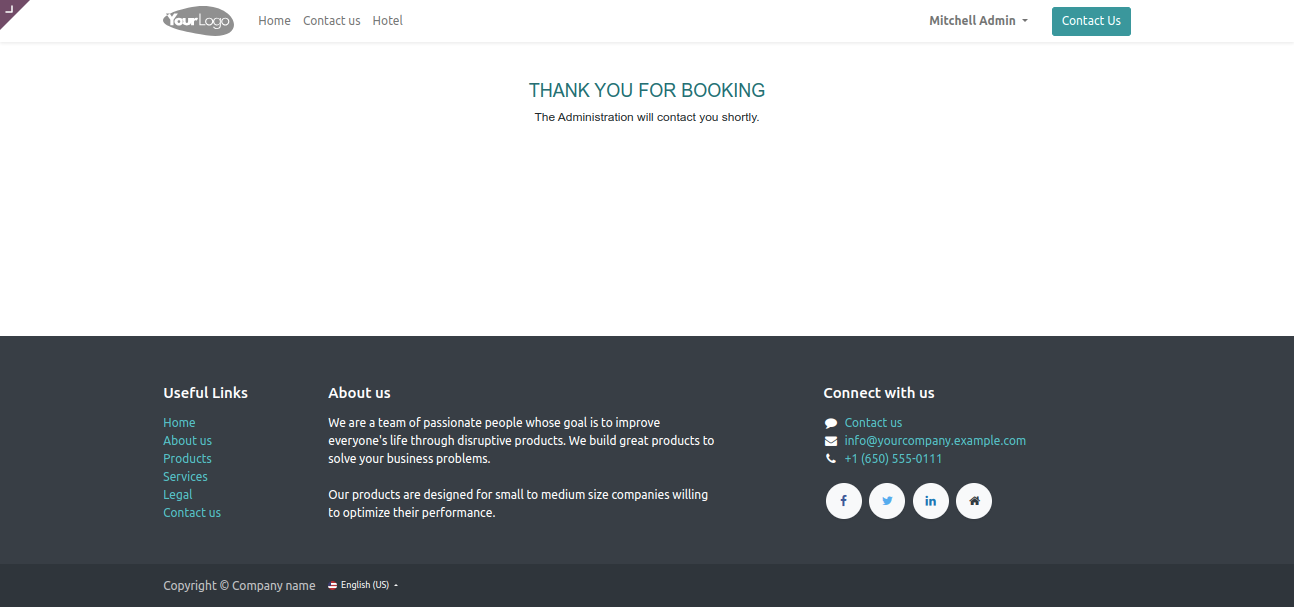 YourLogo
Home Contact us Hotel
Mitchell Admin
Contact Us
THANK YOU FOR BOOKING
The Administration will contact you shortly.
Useful Links
Home
About us
Products
Services
Legal
Contact us
About us
We are a team of passionate people whose goal is to improve
everyone's life through disruptive products. We build great products to
solve your business problems.
Our products are designed for small to medium size companies willing
to optimize their performance.
Connect with us
Contact us
info@yourcompany.example.com
+1 (650) 555-0111
Copyright © Company name
English (US)